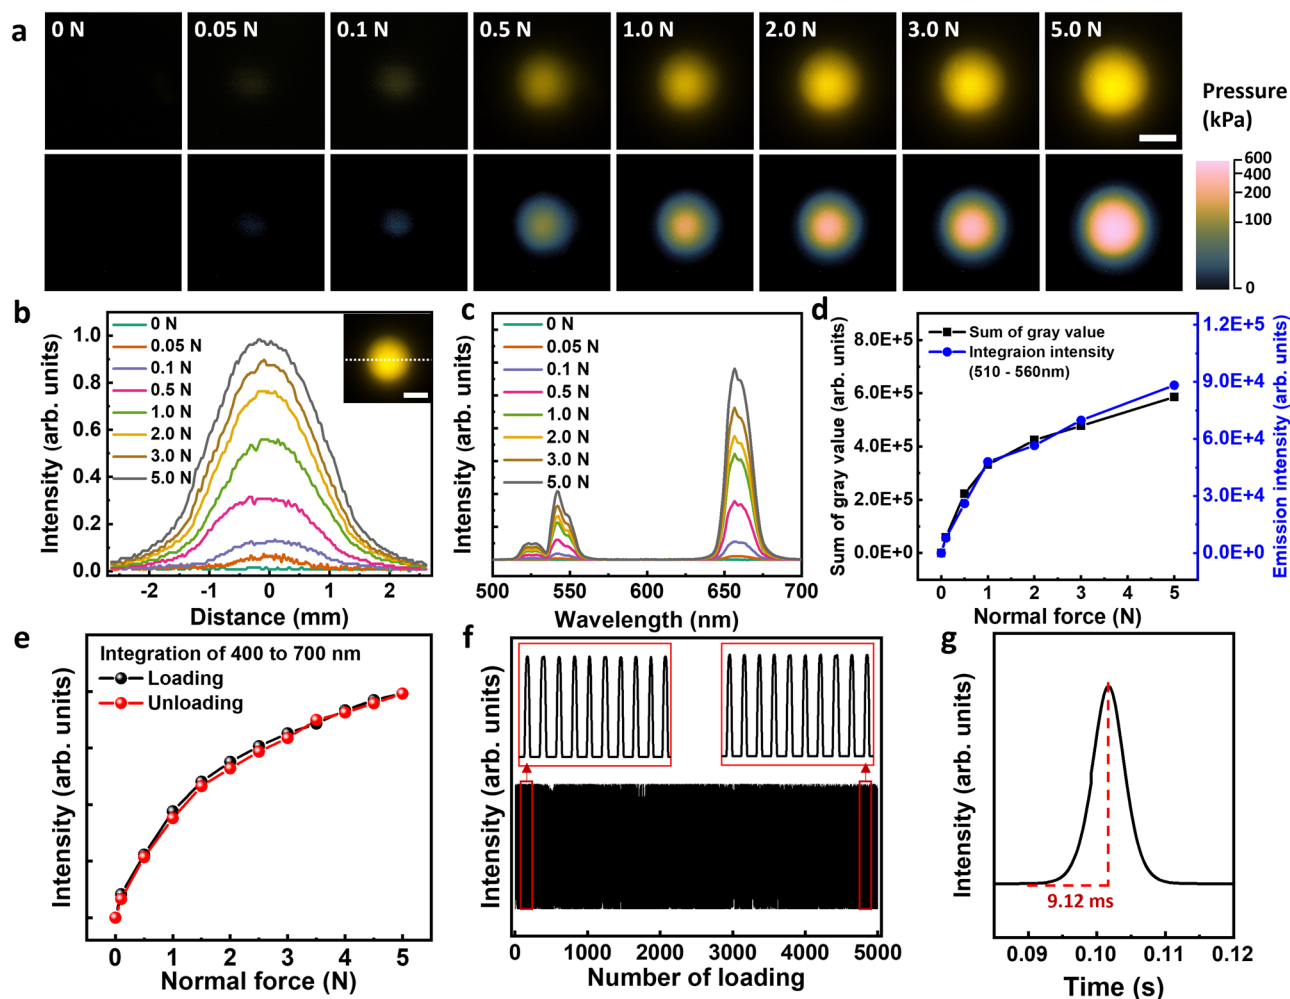 a
0 N
0.05 N
0.1 N
0.5 N
1.0 N
2.0 N
3.0 N
5.0 N
Pressure
(kPa)
600
400
200
100
0
b
Intensity (arb. units)
1.0
0.8
0.6
0.4
0.2
0.0
0 N
0.05 N
0.1 N
0.5 N
1.0 N
2.0 N
3.0 N
5.0 N
-2 -1 0 1 2
Distance (mm)
c
Intensity (arb. units)
0 N
0.05 N
0.1 N
0.5 N
1.0 N
2.0 N
3.0 N
5.0 N
500 550 600 650 700
Wavelength (nm)
d
Sum of gray value (arb. units)
8.0E+5
6.0E+5
4.0E+5
2.0E+5
0.0E+0
Sum of gray value
Integraion intensity
(510 - 560nm)
1.2E+5
9.0E+4
6.0E+4
3.0E+4
0.0E+0
Emission intensity (arb. units)
0 1 2 3 4 5
Normal force (N)
e
Intensity (arb. units)
Integration of 400 to 700 nm
Loading
Unloading
0 1 2 3 4 5
Normal force (N)
f
Intensity (arb. units)
0 1000 2000 3000 4000 5000
Number of loading
g
Intensity (arb. units)
9.12 ms
0.09 0.10 0.11 0.12
Time (s)